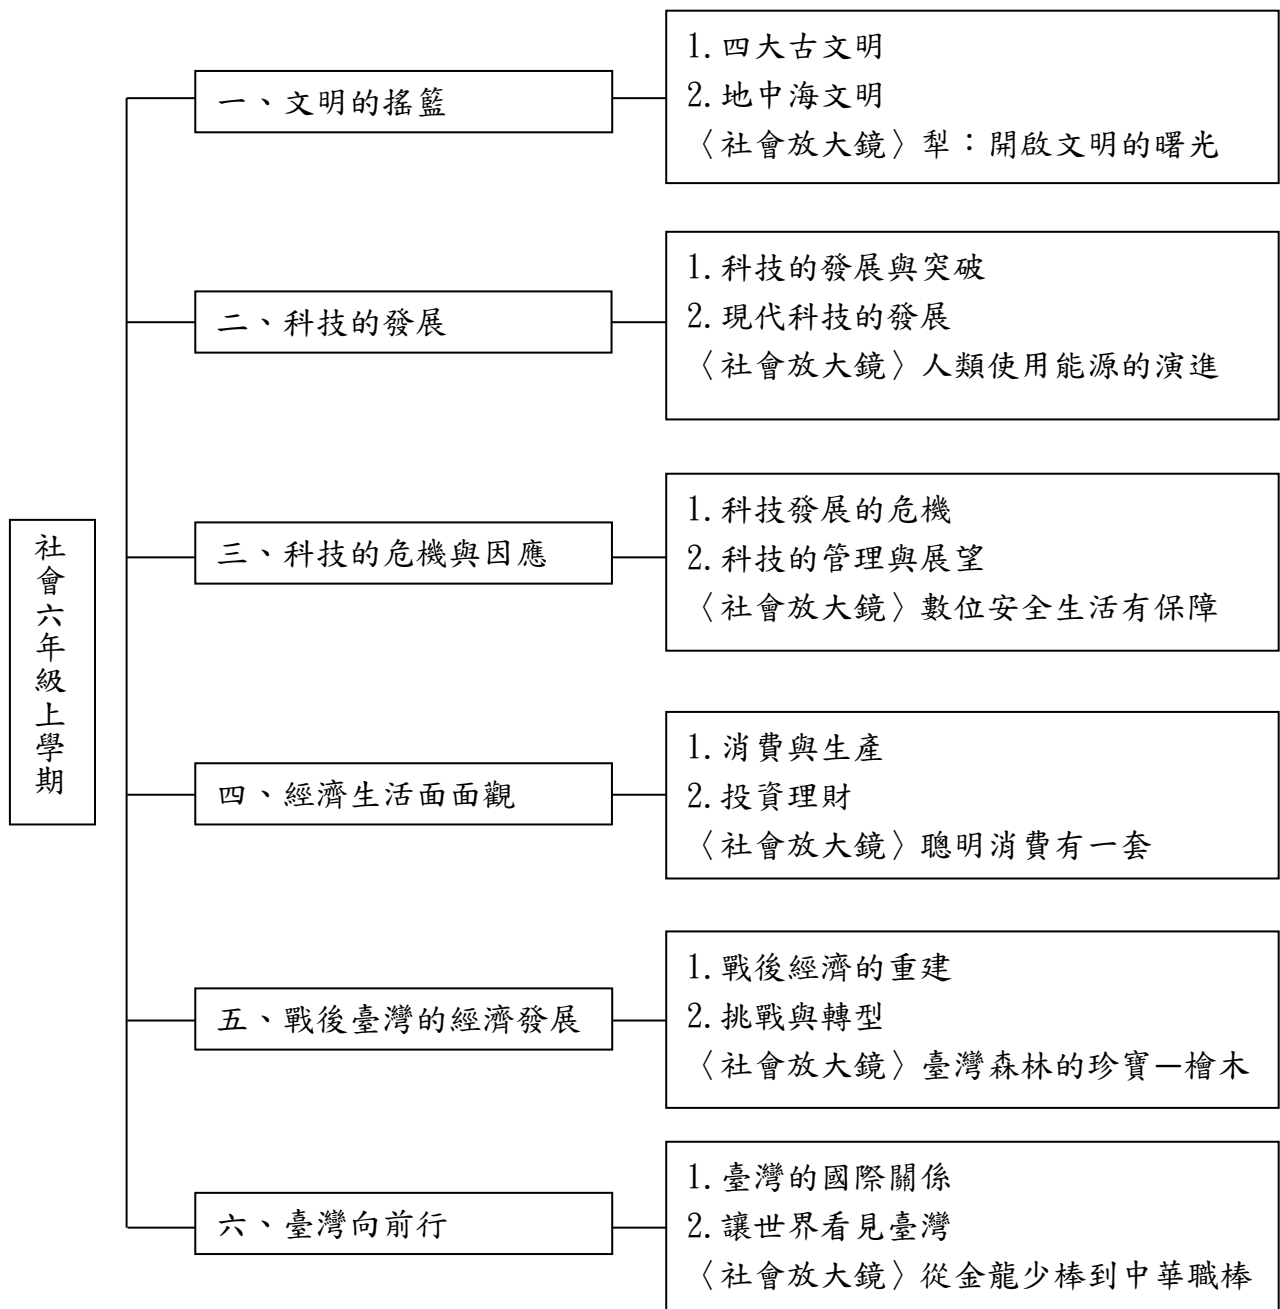 社會六年級上學期
一、文明的搖籃
1.四大古文明
2.地中海文明
〈社會放大鏡〉犁：開啟文明的曙光
二、科技的發展
1.科技的發展與突破
2.現代科技的發展
〈社會放大鏡〉人類使用能源的演進
三、科技的危機與因應
1.科技發展的危機
2.科技的管理與展望
〈社會放大鏡〉數位安全生活有保障
四、經濟生活面面觀
1.消費與生產
2.投資理財
〈社會放大鏡〉聰明消費有一套
五、戰後臺灣的經濟發展
1.戰後經濟的重建
2.挑戰與轉型
〈社會放大鏡〉臺灣森林的珍寶—檜木
六、臺灣向前行
1.臺灣的國際關係
2.讓世界看見臺灣
〈社會放大鏡〉從金龍少棒到中華職棒